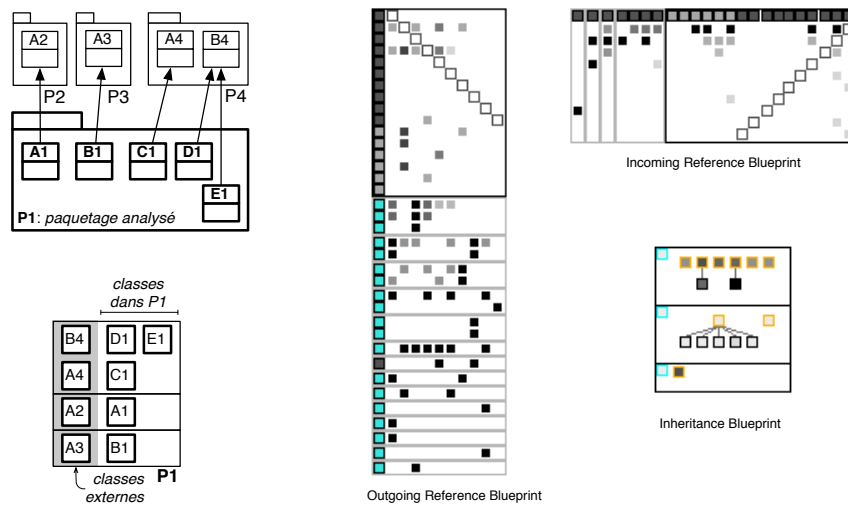 A2
A3
A4
B4
P2
P3
P4
A1
B1
C1
D1
E1
P1: paquetage analysé
classes
dans P1
B4
D1
E1
A4
C1
A2
A1
A3
B1
classes
externes
P1
Outgoing Reference Blueprint
Incoming Reference Blueprint
Inheritance Blueprint